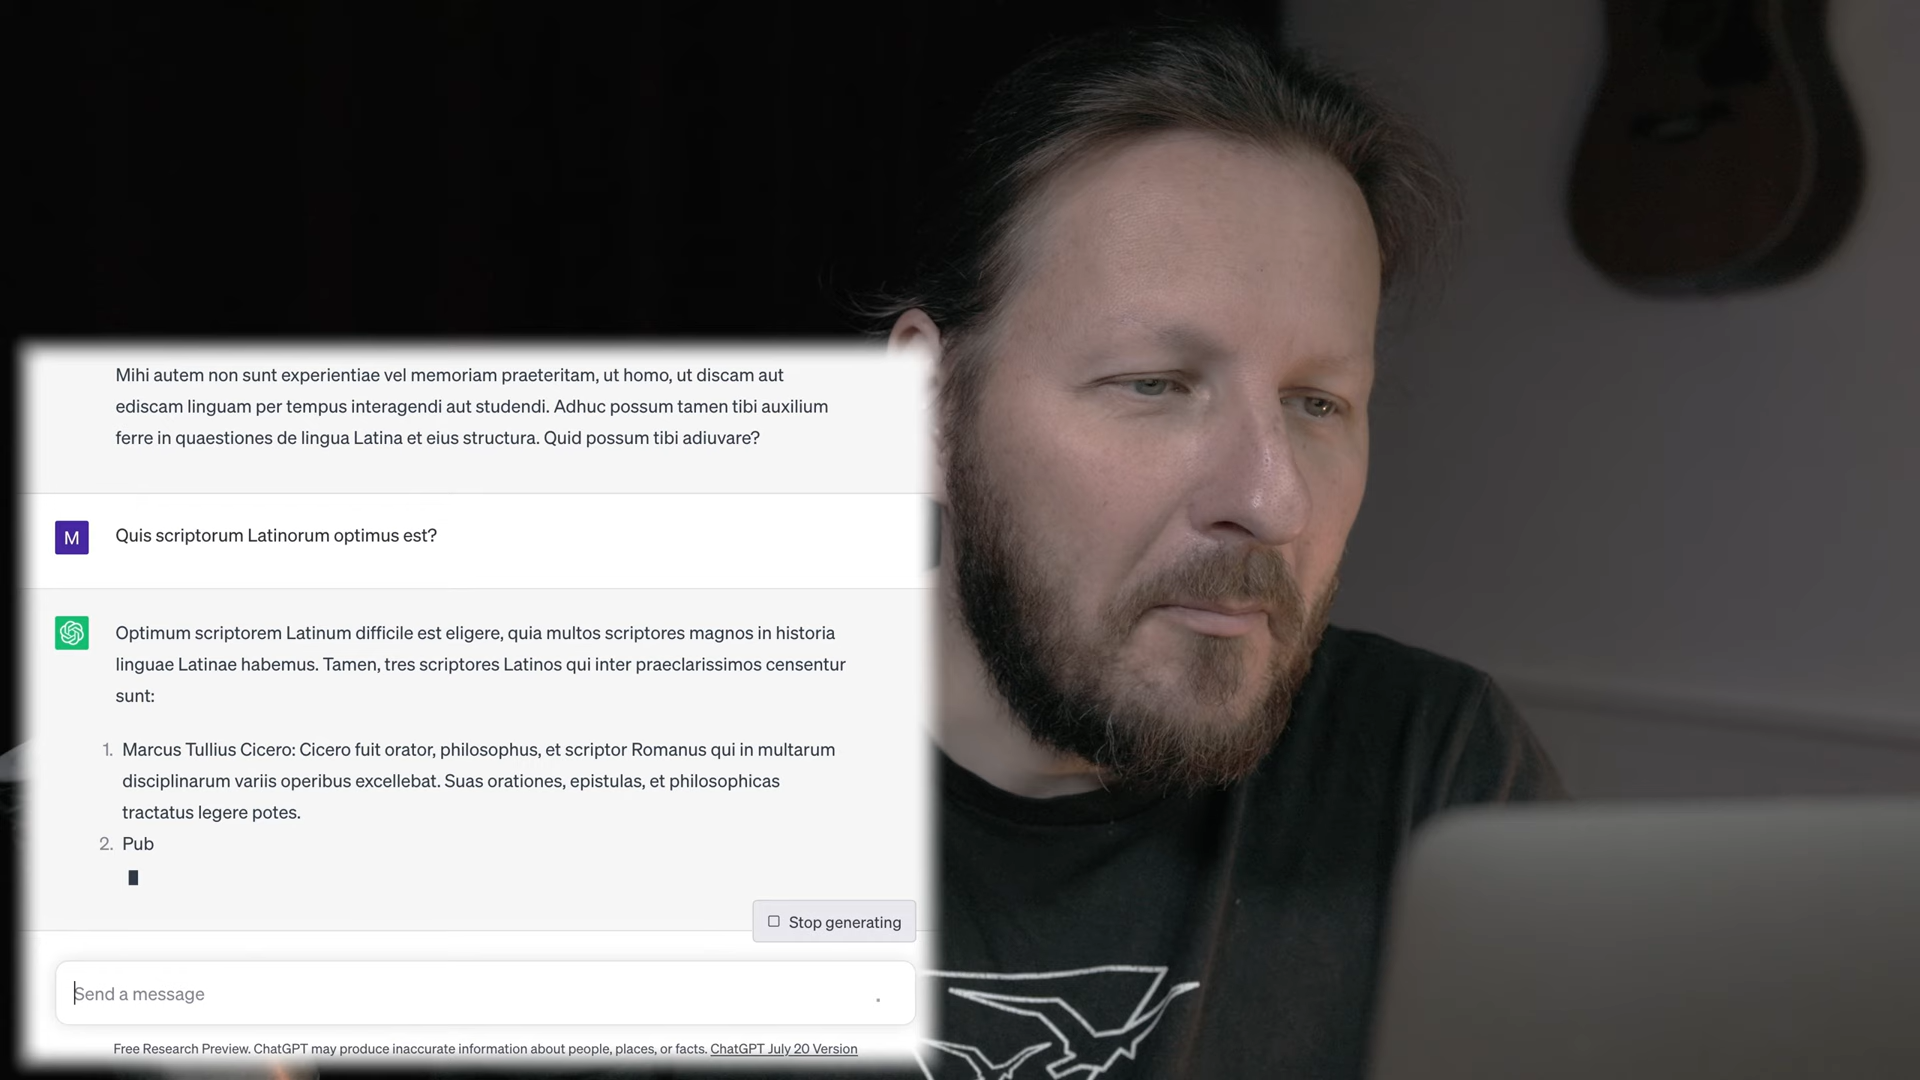 Mihi autem non sunt experientiae vel memoriam praeteritam, ut homo, ut discam aut
ediscam linguam per tempus interagendi aut studendi. Adhuc possum tamen tibi auxilium
ferre in quaestiones de lingua Latina et eius structura. Quid possum tibi adiuvare?
M
Quis scriptorum Latinorum optimus est?
Optimum scriptorem Latinum difficile est eligere, quia multos scriptores magnos in historia
linguae Latinae habemus. Tamen, tres scriptores Latinos qui inter praeclarissimos censentur
sunt:
1. Marcus Tullius Cicero: Cicero fuit orator, philosophus, et scriptor Romanus qui in multarum
disciplinarum variis operibus excellebat. Suas orationes, epistulas, et philosophicas
tractatus legere potes.
2. Pub
Stop generating
Send a message
Free Research Preview. ChatGPT may produce inaccurate information about people, places, or facts. ChatGPT July 20 Version